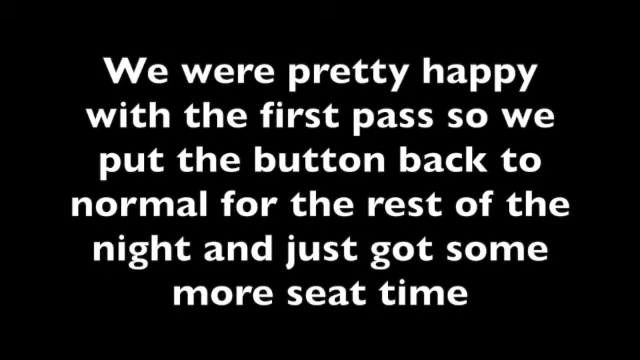 We were pretty happy
with the first pass so we
put the button back to
normal for the rest of the
night and just got some
more seat time